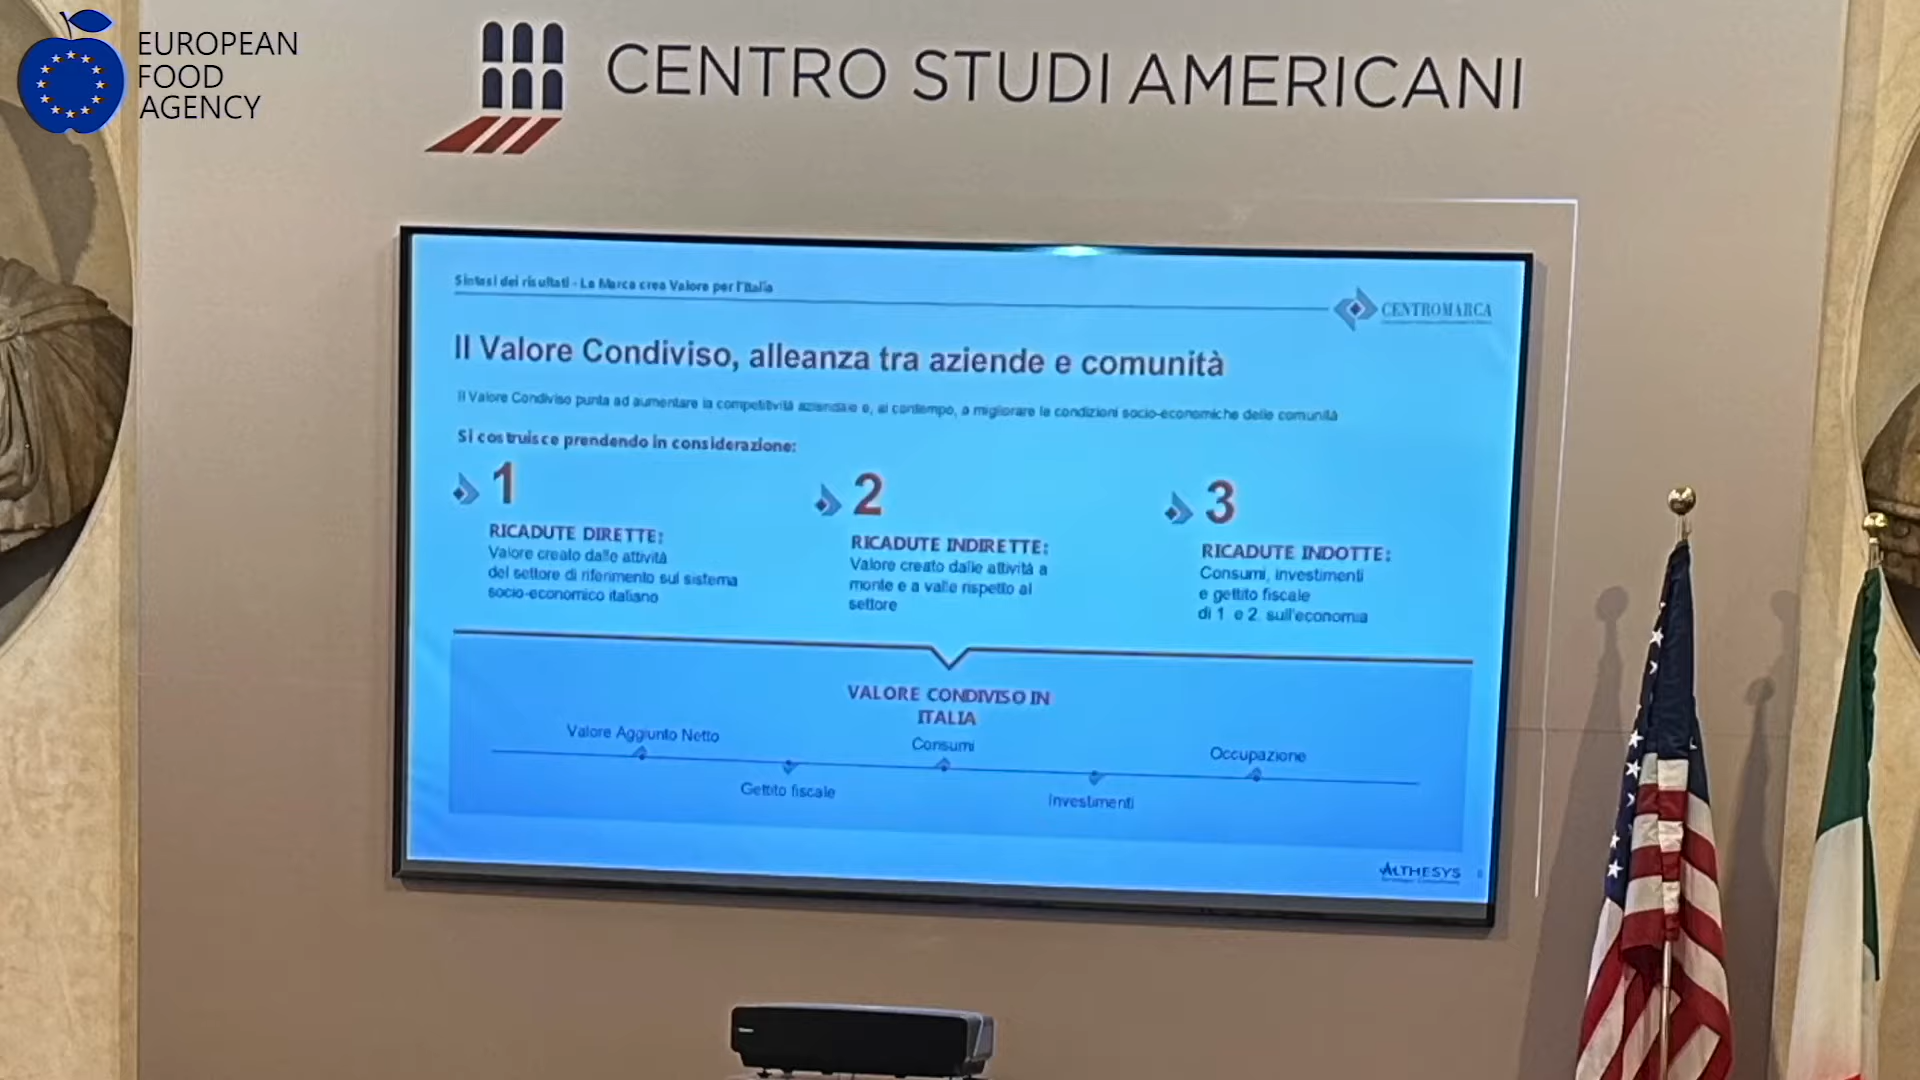 EUROPEAN
FOOD
AGENCY
CENTRO STUDI AMERICANI
Sintesi dei risultati - La Marca crea Valore per l'Italia
CENTROMARCA
Il Valore Condiviso, alleanza tra aziende e comunità
Il Valore Condiviso punta ad aumentare la competitività aziendale e, al contempo, a migliorare le condizioni socio-economiche delle comunità
Si costruisce prendendo in considerazione:
1
RICADUTE DIRETTE:
Valore creato dalle attività
del settore di riferimento sul sistema
socio-economico italiano
2
RICADUTE INDIRETTE:
Valore creato dalle attività a
monte e a valle rispetto al
settore
3
RICADUTE INDOTTE:
Consumi, investimenti
e gettito fiscale
di 1 e 2 sull'economia
VALORE CONDIVISO IN
ITALIA
Valore Aggiunto Netto
Gettito fiscale
Consumi
Investimenti
Occupazione
ALTHESYS